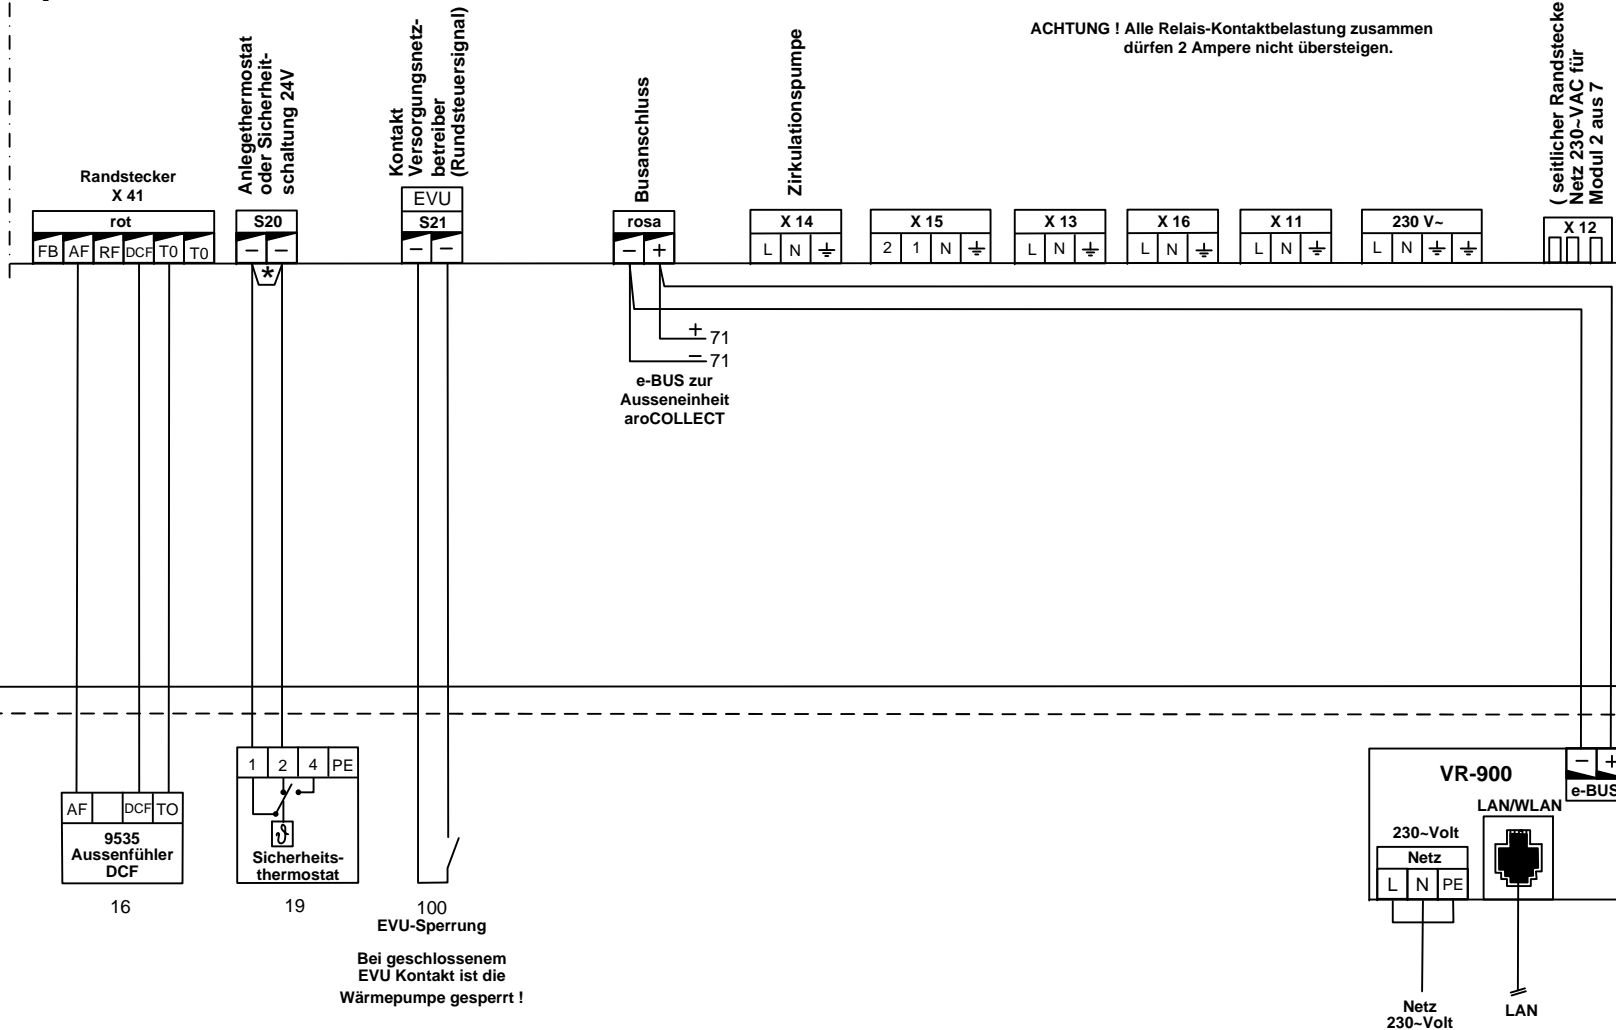 ACHTUNG ! Alle Relais-Kontaktbelastung zusammen
dürfen 2 Ampere nicht übersteigen.
Randstecker
X 41
rot
FB AF RF DCF T0 T0
Anlegethermostat
oder Sicherheit-
schaltung 24V
S20
− −
*
Kontakt
Versorgungsnetz-
betreiber
(Rundsteuersignal)
EVU
S21
− −
Busanschluss
rosa
− +
+ 71
− 71
e-BUS zur
Ausseneinheit
aroCOLLECT
Zirkulationspumpe
X 14
L N
X 15
2 1 N
X 13
L N
X 16
L N
X 11
L N
230 V~
L N
( seitlicher Randstecke
Netz 230~VAC für
Modul 2 aus 7
X 12
AF DCF TO
9535
Aussenfühler
DCF
16
1 2 4 PE
ϑ
Sicherheits-
thermostat
19
100
EVU-Sperrung
Bei geschlossenem
EVU Kontakt ist die
Wärmepumpe gesperrt !
VR-900
− +
e-BUS
LAN/WLAN
230~Volt
Netz
L N PE
Netz
230~Volt
LAN